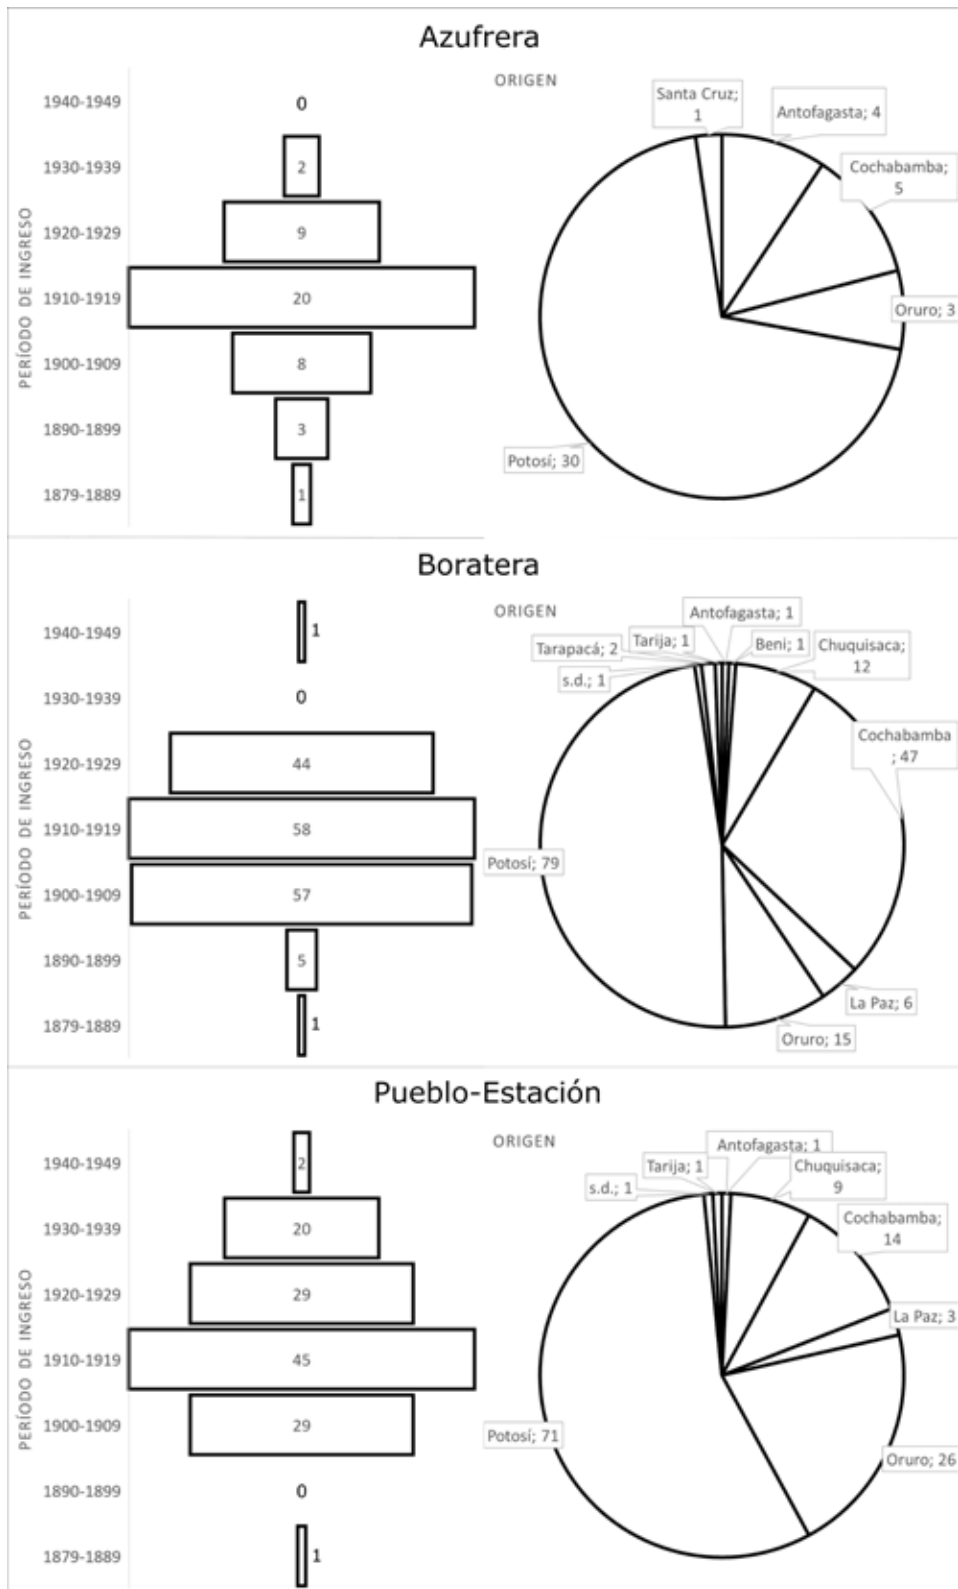 Azufrera
PERÍODO DE INGRESO
1940-1949
0
1930-1939
2
1920-1929
9
1910-1919
20
1900-1909
8
1890-1899
3
1879-1889
1
ORIGEN
Santa Cruz;
1
Antofagasta; 4
Cochabamba;
5
Oruro; 3
Potosí; 30
Boratera
PERÍODO DE INGRESO
1940-1949
1
1930-1939
0
1920-1929
44
1910-1919
58
1900-1909
57
1890-1899
5
1879-1889
1
ORIGEN
Antofagasta; 1
Tarija; 1
Beni; 1
Chuquisaca;
12
Tarapacá; 2
s.d.; 1
Cochabamba
; 47
Potosí; 79
La Paz; 6
Oruro; 15
Pueblo-Estación
PERÍODO DE INGRESO
1940-1949
2
1930-1939
20
1920-1929
29
1910-1919
45
1900-1909
29
1890-1899
0
1879-1889
1
ORIGEN
Antofagasta; 1
Tarija; 1
Chuquisaca;
9
s.d.; 1
Cochabamba;
14
La Paz; 3
Potosí; 71
Oruro; 26